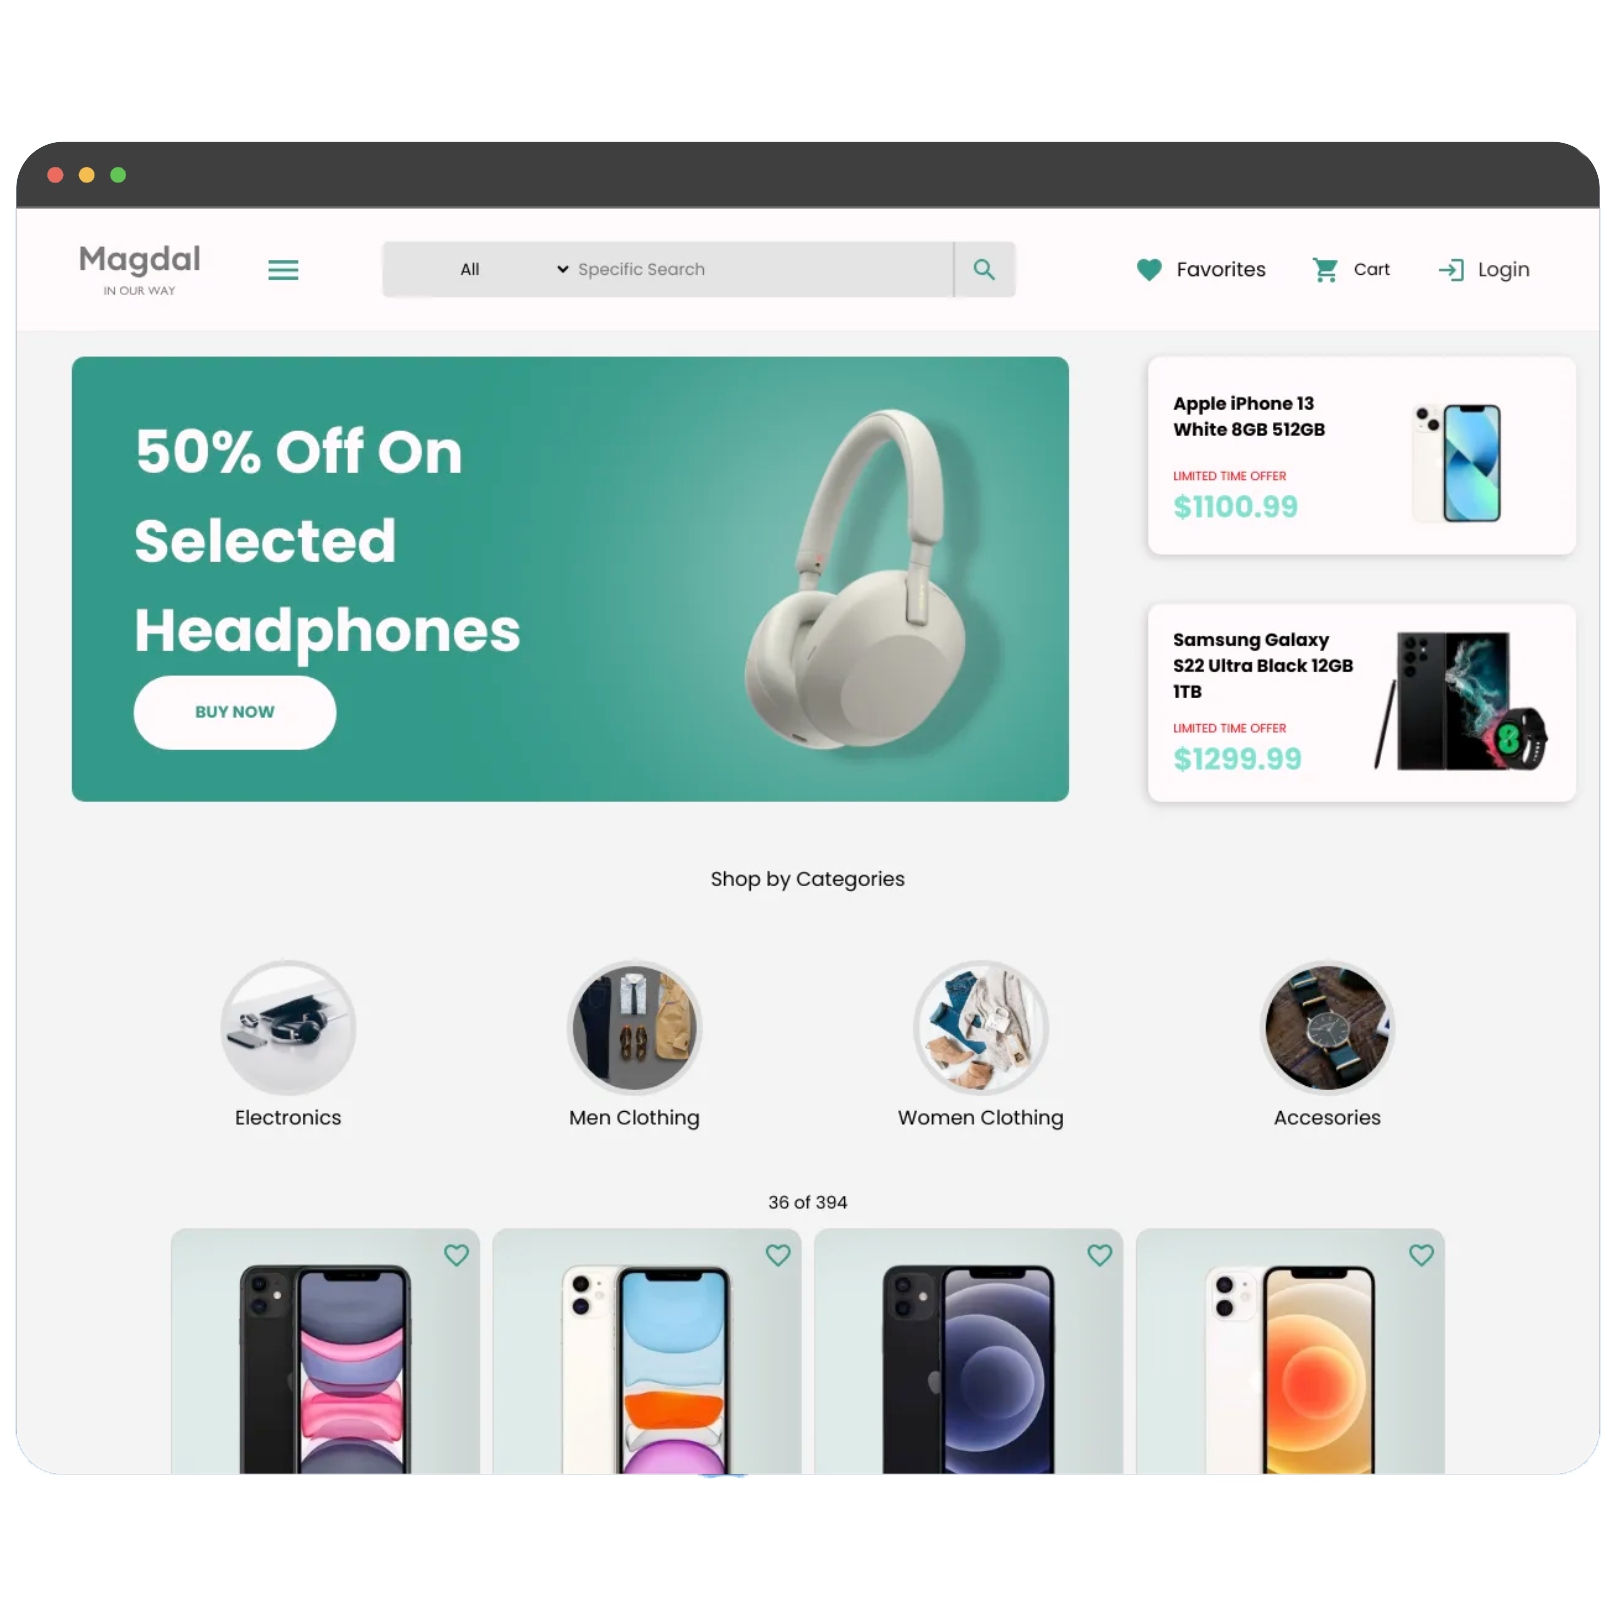 Magdal
IN OUR WAY
All
Specific Search
Favorites
Cart
Login
50% Off On
Selected
Headphones
BUY NOW
Apple iPhone 13
White 8GB 512GB
LIMITED TIME OFFER
$1100.99
Samsung Galaxy
S22 Ultra Black 12GB
1TB
LIMITED TIME OFFER
$1299.99
Shop by Categories
Electronics
Men Clothing
Women Clothing
Accesories
36 of 394